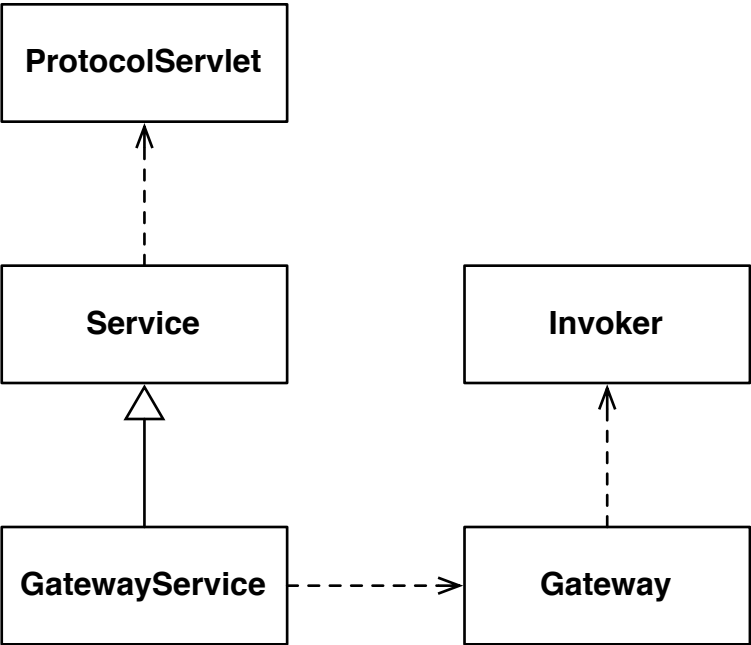 ProtocolServlet
Service
Invoker
GatewayService
Gateway